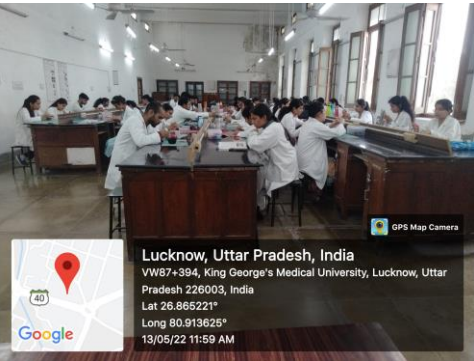 GPS Map Camera
Lucknow, Uttar Pradesh, India
VW87+394, King George's Medical University, Lucknow, Uttar
Pradesh 226003, India
Lat 26.865221°
Long 80.913625°
13/05/22 11:59 AM
40
Google